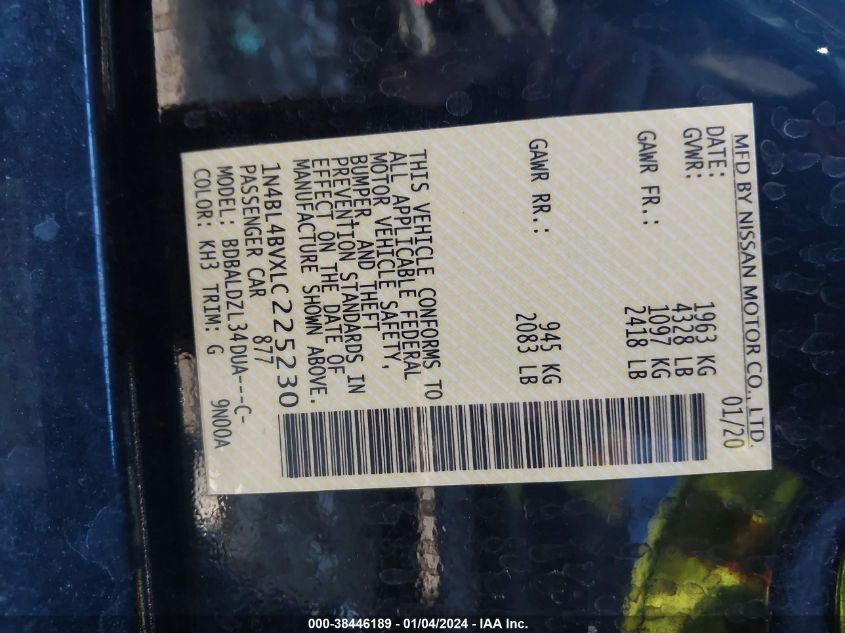 MFD BY NISSAN MOTOR CO., LTD.
DATE: 01/20
GVWR: 1963 KG
4328 LB
GAWR FR.: 1097 KG
2418 LB
GAWR RR.: 945 KG
2083 LB
THIS VEHICLE CONFORMS TO
ALL APPLICABLE FEDERAL
MOTOR VEHICLE SAFETY,
BUMPER, AND THEFT
PREVENTION STANDARDS IN
EFFECT ON THE DATE OF
MANUFACTURE SHOWN ABOVE.
1N4BL4BVXLC225230
PASSENGER CAR 877
MODEL: BDBALDZL34DUA---C-
COLOR: KH3 TRIM: G 9N00A
000-38446189 - 01/04/2024 - IAA Inc.